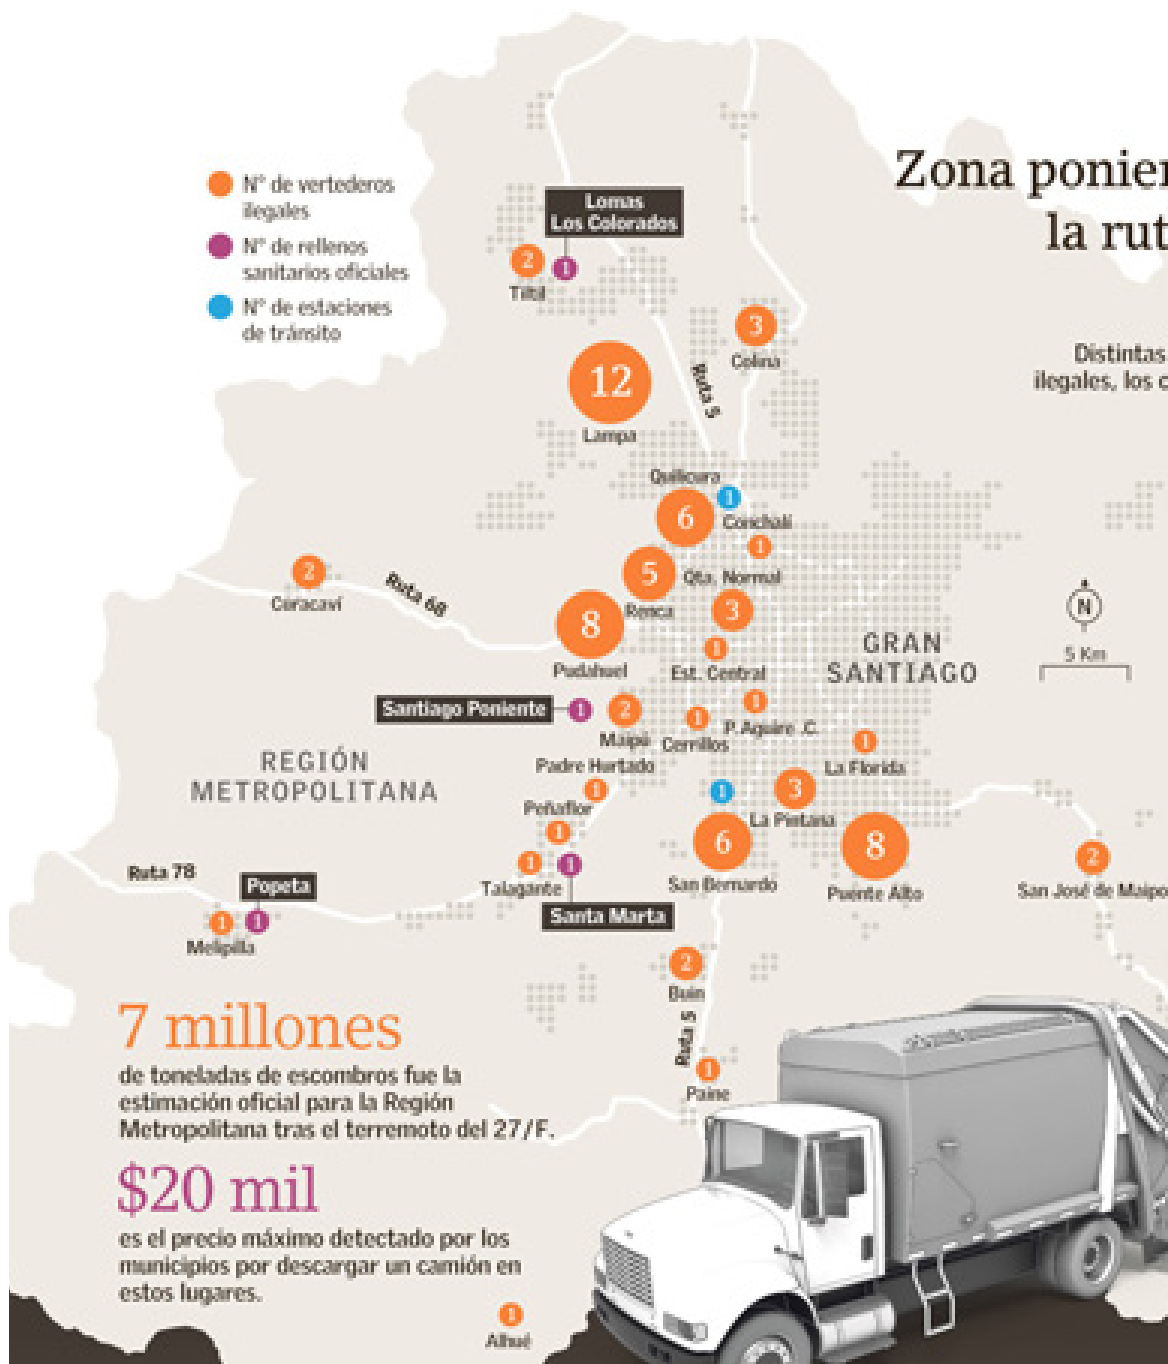 Zona ponier
la rut
Distintas
ilegales, los c
N° de vertederos
ilegales
N° de rellenos
sanitarios oficiales
N° de estaciones
de tránsito
Lomas
Los Colorados
2
1
Tiltil
3
Colina
12
Lampa
Ruta 5
Quilicura
1
6
Conchalí
1
2
Curacaví
Ruta 68
5
Renca
Qta. Normal
3
8
Pudahuel
1
Est. Central
GRAN
SANTIAGO
N
5 Km
Santiago Poniente
1
2
Maipú
1
Cerrillos
1
P.Aguire .C.
1
La Florida
REGIÓN
METROPOLITANA
Padre Hurtado
1
Peñaflor
1
1
3
La Pintana
6
San Bernardo
8
Puente Alto
2
San José de Maipo
Ruta 78
Popeta
1
1
Melipilla
1
Talagante
1
Santa Marta
2
Buin
Ruta 5
1
Paine
7 millones
de toneladas de escombros fue la
estimación oficial para la Región
Metropolitana tras el terremoto del 27/F.
$20 mil
es el precio máximo detectado por los
municipios por descargar un camión en
estos lugares.
1
Alhué